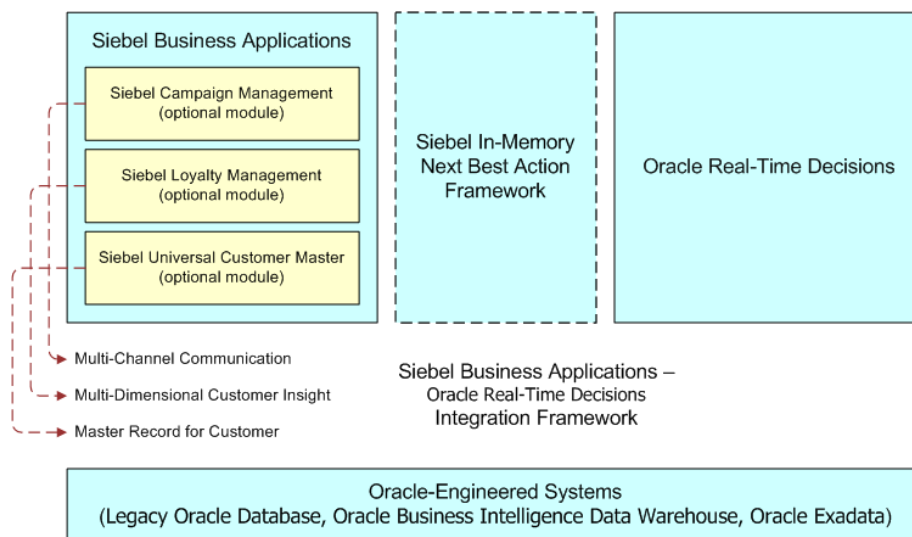 Siebel Business Applications
Siebel Campaign Management
(optional module)
Siebel Loyalty Management
(optional module)
Siebel Universal Customer Master
(optional module)
Siebel In-Memory
Next Best Action
Framework
Oracle Real-Time Decisions
Multi-Channel Communication
Multi-Dimensional Customer Insight
Master Record for Customer
Siebel Business Applications –
Oracle Real-Time Decisions
Integration Framework
Oracle-Engineered Systems
(Legacy Oracle Database, Oracle Business Intelligence Data Warehouse, Oracle Exadata)